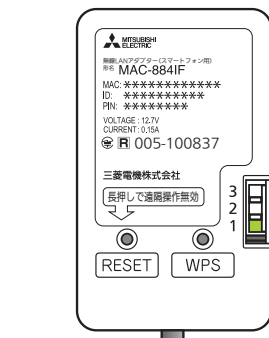 MITSUBISHI
ELECTRIC
無線LANアダプター(スマートフォン用)
形名 MAC-884IF
MAC: ***********
ID: ***********
PIN: ********
VOLTAGE : 12.7V
CURRENT: 0.15A
R 005-100837
三菱電機株式会社
長押しで遠隔操作無効
3
2
1
RESET
WPS